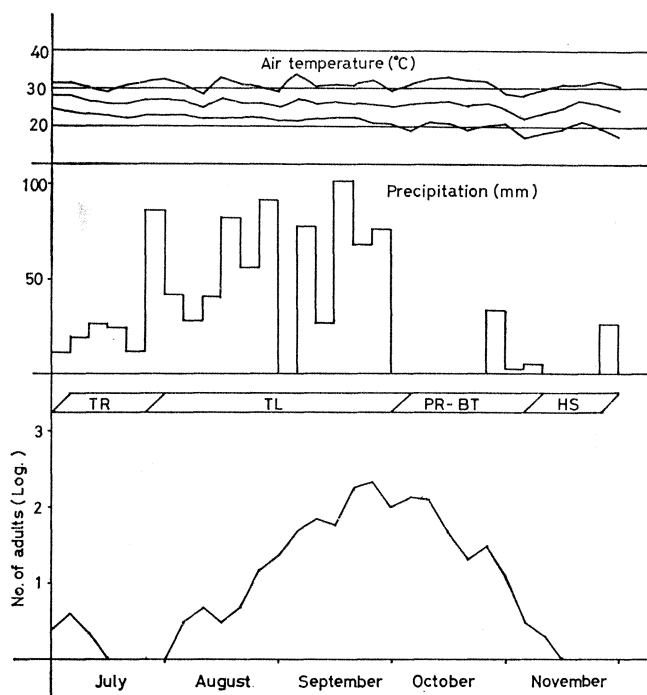 40
Air temperature (°C)
30
20
100
Precipitation (mm)
50
TR TL PR-BT HS
3
2
1
No. of adults (Log.)
July August September October November